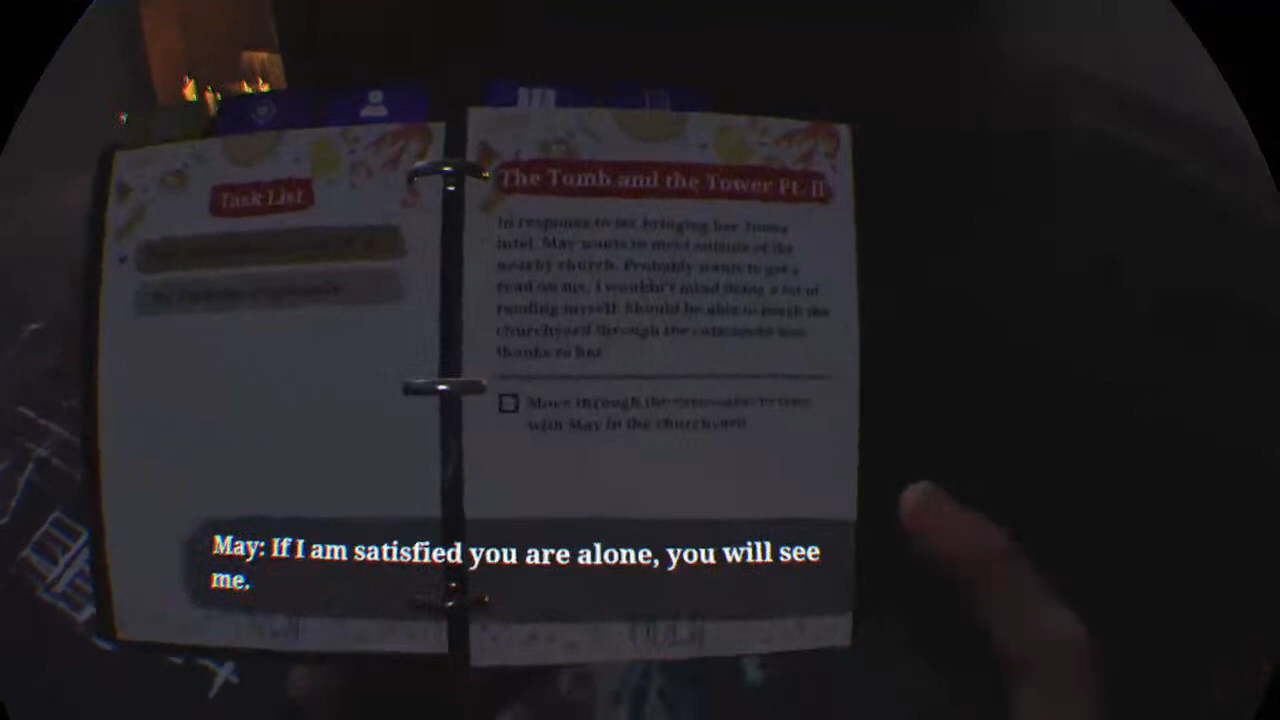 Task List
The Tomb and the Tower Pt. II
In response to me bringing her Tower
intel, May wants to meet outside of the
nearby church. Probably wants to get a
read on me. I wouldn't mind doing a bit of
reading myself. Should be able to reach the
churchyard through the catacombs now
thanks to her
Move through the catacombs to meet
with May in the churchyard
May: If I am satisfied you are alone, you will see
me.